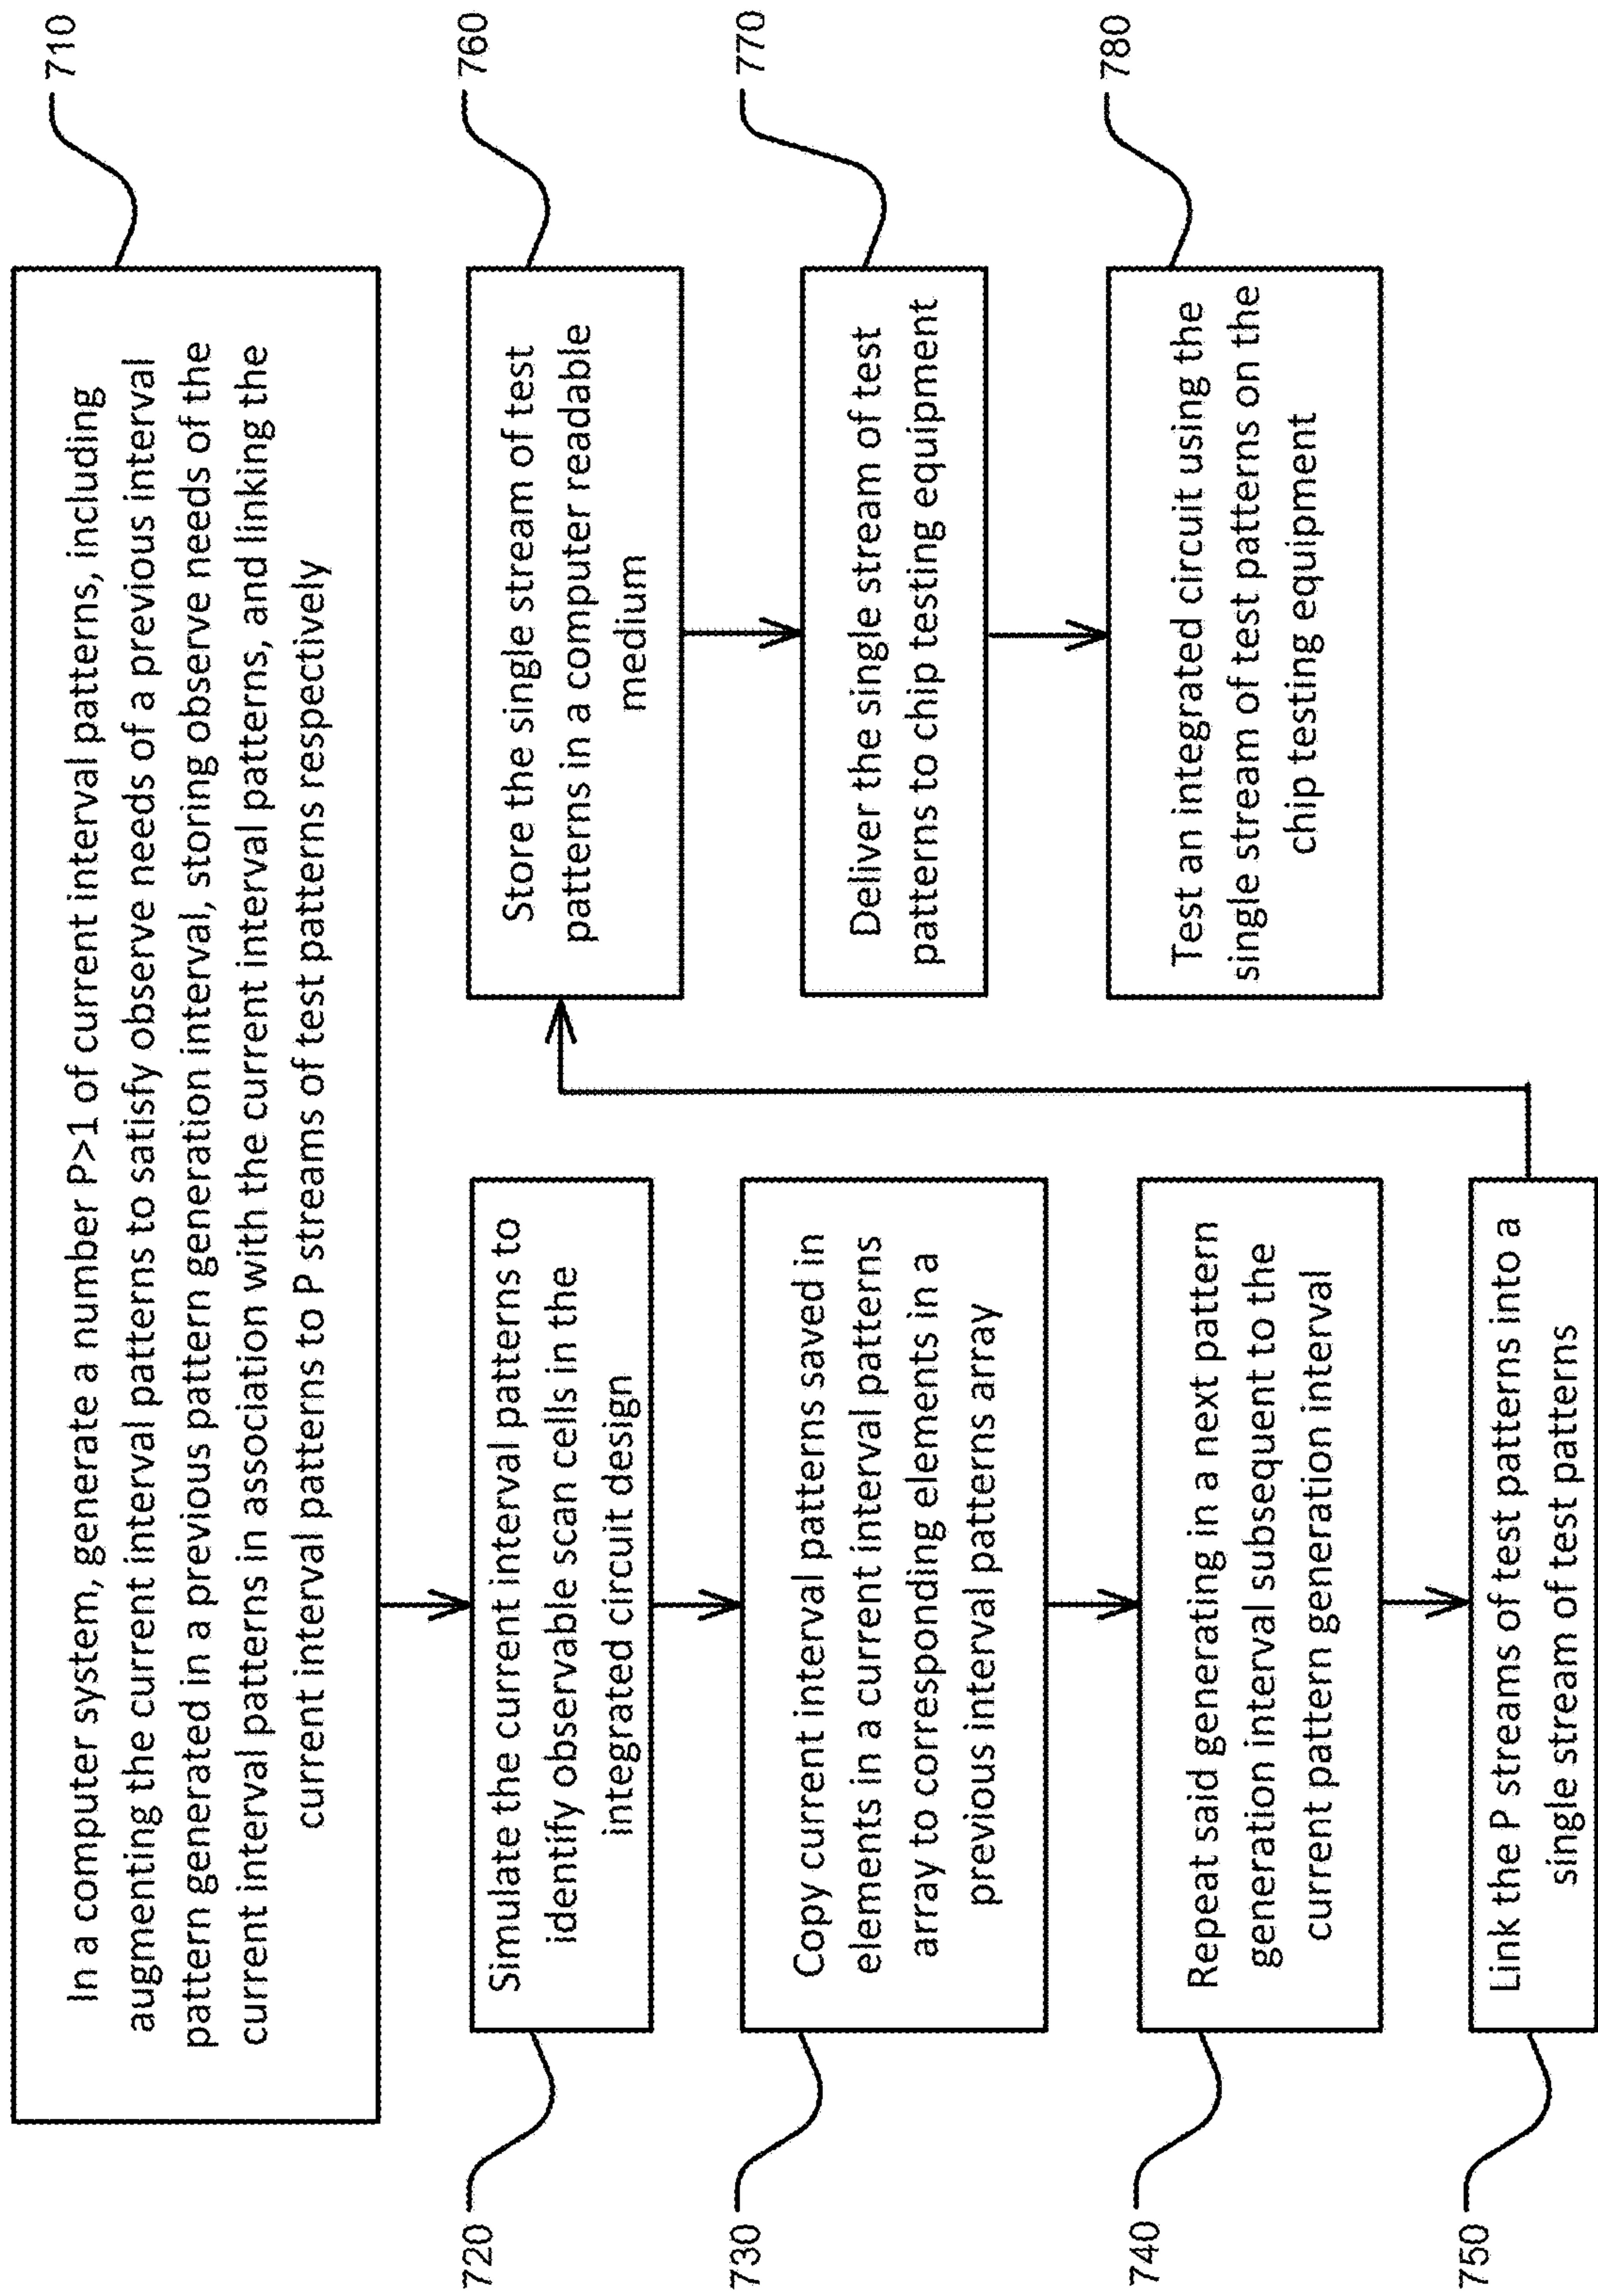 710
In a computer system, generate a number P>1 of current interval patterns, including
augmenting the current interval patterns to satisfy observe needs of a previous interval
pattern generated in a previous pattern generation interval, storing observe needs of the
current interval patterns in association with the current interval patterns, and linking the
current interval patterns to P streams of test patterns respectively
720
Simulate the current interval patterns to
identify observable scan cells in the
integrated circuit design
730
Copy current interval patterns saved in
elements in a current interval patterns
array to corresponding elements in a
previous interval patterns array
740
Repeat said generating in a next pattern
generation interval subsequent to the
current pattern generation interval
750
Link the P streams of test patterns into a
single stream of test patterns
760
Store the single stream of test
patterns in a computer readable
medium
770
Deliver the single stream of test
patterns to chip testing equipment
780
Test an integrated circuit using the
single stream of test patterns on the
chip testing equipment